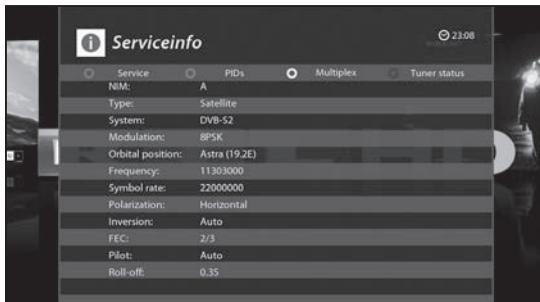 Serviceinfo
23:08
Service PIDs Multiplex Tuner status
NIM: A
Type: Satellite
System: DVB-S2
Modulation: 8PSK
Orbital position: Astra (19.2E)
Frequency: 11303000
Symbol rate: 22000000
Polarization: Horizontal
Inversion: Auto
FEC: 2/3
Pilot: Auto
Roll-off: 0.35